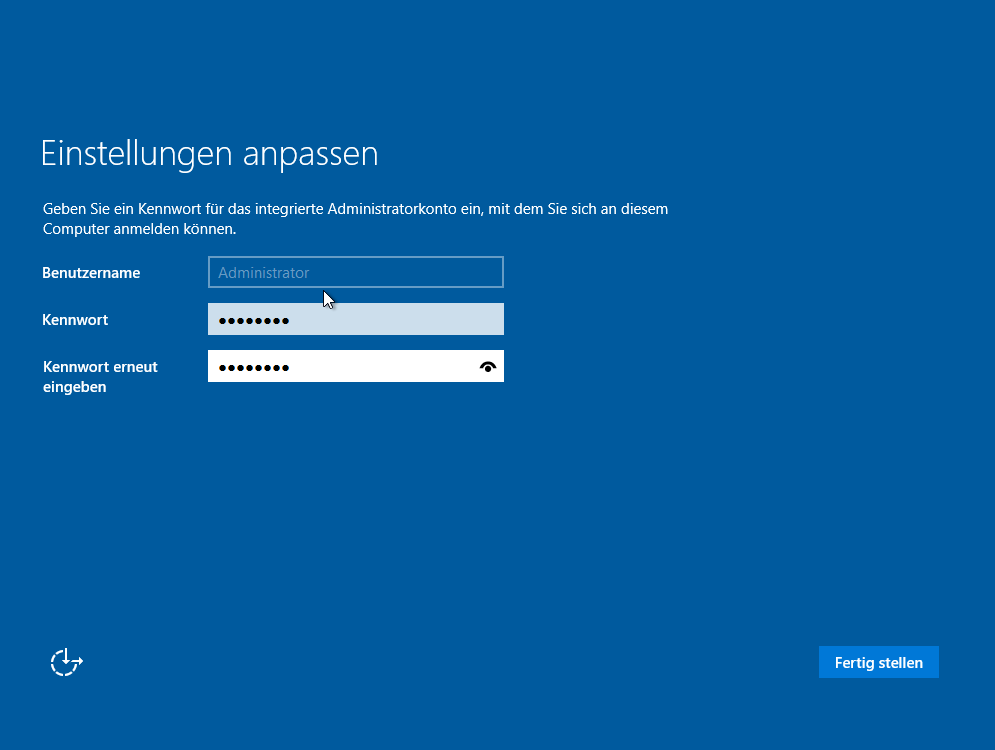 Einstellungen anpassen
Geben Sie ein Kennwort für das integrierte Administratorkonto ein, mit dem Sie sich an diesem
Computer anmelden können.
Benutzername
Administrator
Kennwort
●●●●●●●●
Kennwort erneut
eingeben
●●●●●●●●
Fertig stellen